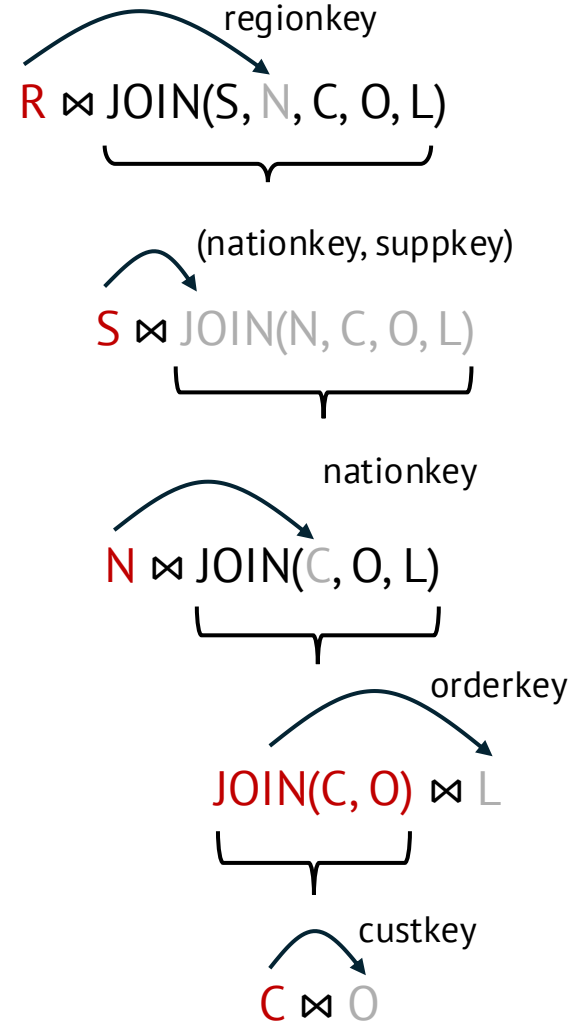 regionkey
R ⋈ JOIN(S, N, C, O, L)
(nationkey, suppkey)
S ⋈ JOIN(N, C, O, L)
nationkey
N ⋈ JOIN(C, O, L)
orderkey
JOIN(C, O) ⋈ L
custkey
C ⋈ O